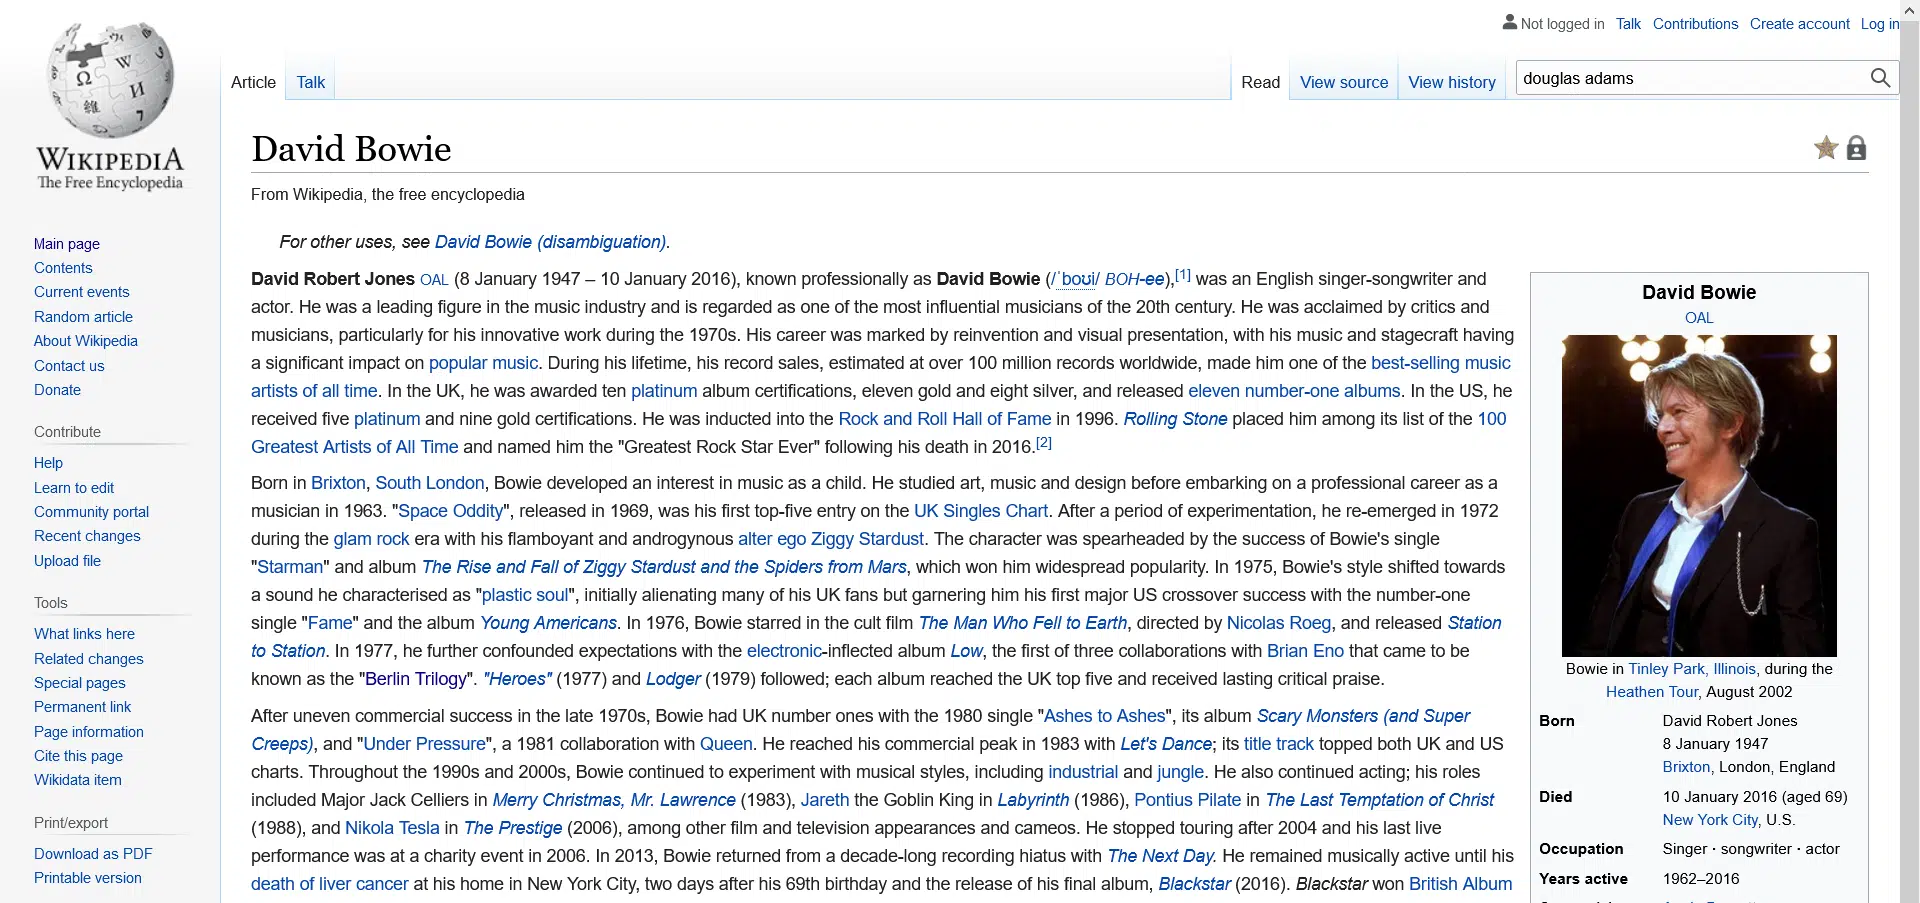 Not logged in Talk Contributions Create account Log in
Article Talk Read View source View history douglas adams
WIKIPEDIA
The Free Encyclopedia
Main page
Contents
Current events
Random article
About Wikipedia
Contact us
Donate
Contribute
Help
Learn to edit
Community portal
Recent changes
Upload file
Tools
What links here
Related changes
Special pages
Permanent link
Page information
Cite this page
Wikidata item
Print/export
Download as PDF
Printable version
David Bowie
From Wikipedia, the free encyclopedia
For other uses, see David Bowie (disambiguation).
David Robert Jones OAL (8 January 1947 – 10 January 2016), known professionally as David Bowie (/ˈboʊi/ BOH-ee),[1] was an English singer-songwriter and
actor. He was a leading figure in the music industry and is regarded as one of the most influential musicians of the 20th century. He was acclaimed by critics and
musicians, particularly for his innovative work during the 1970s. His career was marked by reinvention and visual presentation, with his music and stagecraft having
a significant impact on popular music. During his lifetime, his record sales, estimated at over 100 million records worldwide, made him one of the best-selling music
artists of all time. In the UK, he was awarded ten platinum album certifications, eleven gold and eight silver, and released eleven number-one albums. In the US, he
received five platinum and nine gold certifications. He was inducted into the Rock and Roll Hall of Fame in 1996. Rolling Stone placed him among its list of the 100
Greatest Artists of All Time and named him the "Greatest Rock Star Ever" following his death in 2016.[2]
Born in Brixton, South London, Bowie developed an interest in music as a child. He studied art, music and design before embarking on a professional career as a
musician in 1963. "Space Oddity", released in 1969, was his first top-five entry on the UK Singles Chart. After a period of experimentation, he re-emerged in 1972
during the glam rock era with his flamboyant and androgynous alter ego Ziggy Stardust. The character was spearheaded by the success of Bowie's single
"Starman" and album The Rise and Fall of Ziggy Stardust and the Spiders from Mars, which won him widespread popularity. In 1975, Bowie's style shifted towards
a sound he characterised as "plastic soul", initially alienating many of his UK fans but garnering him his first major US crossover success with the number-one
single "Fame" and the album Young Americans. In 1976, Bowie starred in the cult film The Man Who Fell to Earth, directed by Nicolas Roeg, and released Station
to Station. In 1977, he further confounded expectations with the electronic-inflected album Low, the first of three collaborations with Brian Eno that came to be
known as the "Berlin Trilogy". "Heroes" (1977) and Lodger (1979) followed; each album reached the UK top five and received lasting critical praise.
After uneven commercial success in the late 1970s, Bowie had UK number ones with the 1980 single "Ashes to Ashes", its album Scary Monsters (and Super
Creeps), and "Under Pressure", a 1981 collaboration with Queen. He reached his commercial peak in 1983 with Let's Dance; its title track topped both UK and US
charts. Throughout the 1990s and 2000s, Bowie continued to experiment with musical styles, including industrial and jungle. He also continued acting; his roles
included Major Jack Celliers in Merry Christmas, Mr. Lawrence (1983), Jareth the Goblin King in Labyrinth (1986), Pontius Pilate in The Last Temptation of Christ
(1988), and Nikola Tesla in The Prestige (2006), among other film and television appearances and cameos. He stopped touring after 2004 and his last live
performance was at a charity event in 2006. In 2013, Bowie returned from a decade-long recording hiatus with The Next Day. He remained musically active until his
death of liver cancer at his home in New York City, two days after his 69th birthday and the release of his final album, Blackstar (2016). Blackstar won British Album
David Bowie
OAL
Bowie in Tinley Park, Illinois, during the
Heathen Tour, August 2002
Born David Robert Jones
8 January 1947
Brixton, London, England
Died 10 January 2016 (aged 69)
New York City, U.S.
Occupation Singer · songwriter · actor
Years active 1962–2016